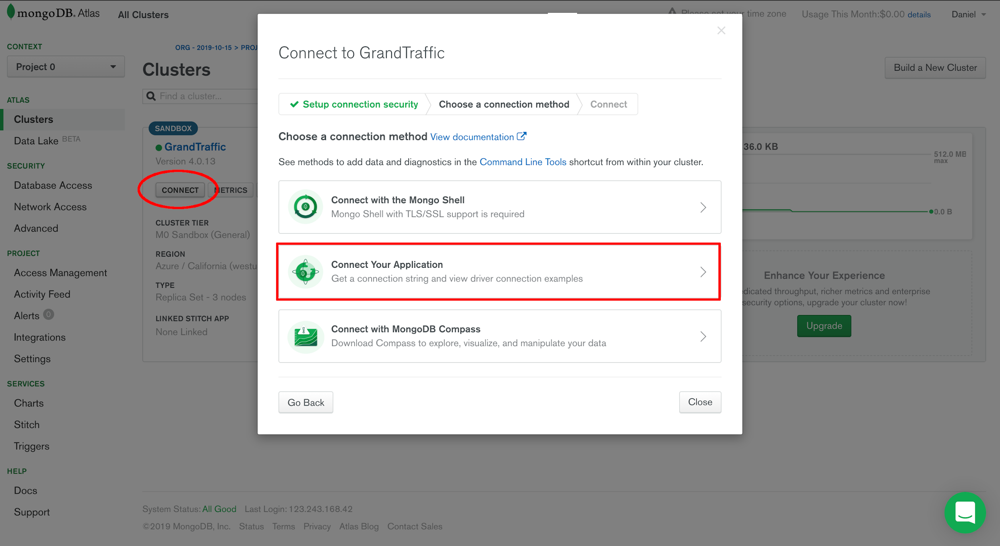 mongoDB. Atlas
All Clusters
Please set your time zone
Usage This Month:$0.00 details
Daniel
CONTEXT
Project 0
ATLAS
Clusters
Data Lake BETA
SECURITY
Database Access
Network Access
Advanced
PROJECT
Access Management
Activity Feed
Alerts 0
Integrations
Settings
SERVICES
Charts
Stitch
Triggers
HELP
Docs
Support
ORG - 2019-10-15 > PROJ
Clusters
Find a cluster...
Build a New Cluster
SANDBOX
GrandTraffic
Version 4.0.13
CONNECT
METRICS
CLUSTER TIER
M0 Sandbox (General)
REGION
Azure / California (westu
TYPE
Replica Set - 3 nodes
LINKED STITCH APP
None Linked
Connect to GrandTraffic
Setup connection security
Choose a connection method
Connect
Choose a connection method View documentation
See methods to add data and diagnostics in the Command Line Tools shortcut from within your cluster.
Connect with the Mongo Shell
Mongo Shell with TLS/SSL support is required
Connect Your Application
Get a connection string and view driver connection examples
Connect with MongoDB Compass
Download Compass to explore, visualize, and manipulate your data
Go Back
Close
36.0 KB
512.0 MB
max
0.0 B
Enhance Your Experience
dicated throughput, richer metrics and enterprise
security options, upgrade your cluster now!
Upgrade
System Status: All Good Last Login: 123.243.168.42
©2019 MongoDB, Inc. Status Terms Privacy Atlas Blog Contact Sales